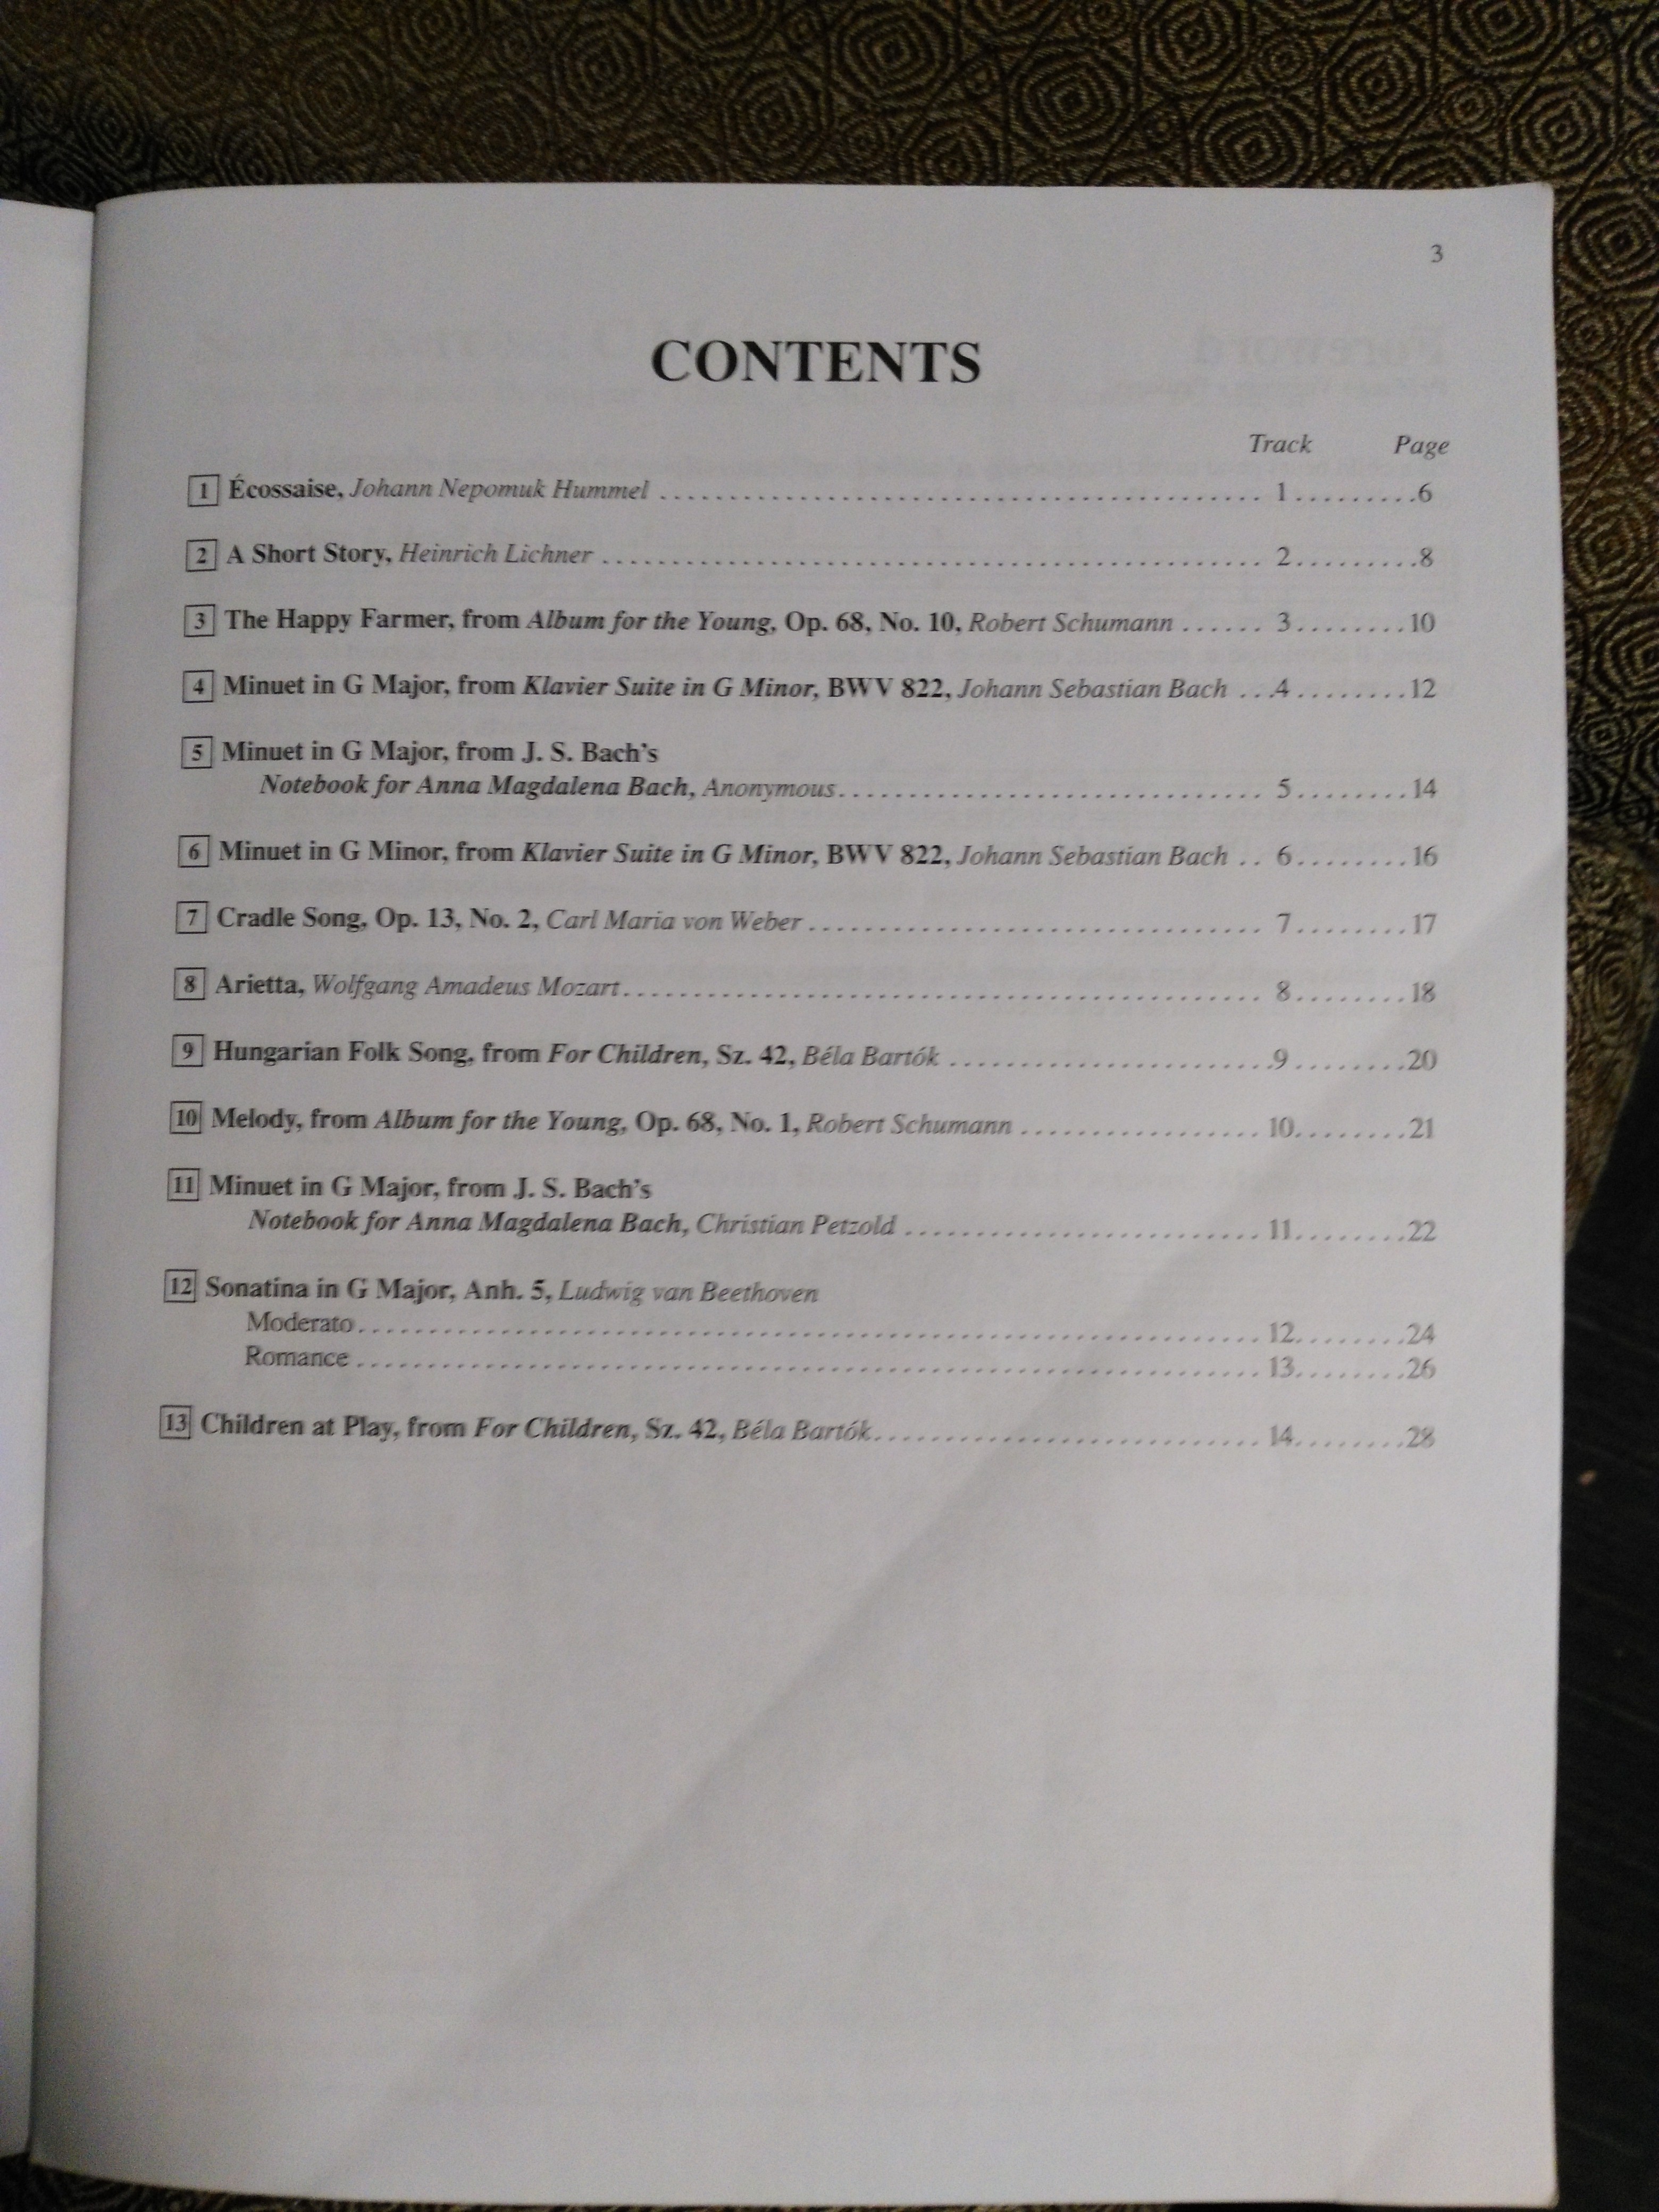 3
CONTENTS
Track Page
1 Écossaise, Johann Nepomuk Hummel ........................................... 1.........6
2 A Short Story, Heinrich Lichner ............................................... 2.........8
3 The Happy Farmer, from Album for the Young, Op. 68, No. 10, Robert Schumann ...... 3........10
4 Minuet in G Major, from Klavier Suite in G Minor, BWV 822, Johann Sebastian Bach ...4........12
5 Minuet in G Major, from J. S. Bach's
Notebook for Anna Magdalena Bach, Anonymous.............................. 5........14
6 Minuet in G Minor, from Klavier Suite in G Minor, BWV 822, Johann Sebastian Bach .. 6........16
7 Cradle Song, Op. 13, No. 2, Carl Maria von Weber ................................ 7........17
8 Arietta, Wolfgang Amadeus Mozart.............................................. 8........18
9 Hungarian Folk Song, from For Children, Sz. 42, Béla Bartók .......................9........20
10 Melody, from Album for the Young, Op. 68, No. 1, Robert Schumann ................. 10........21
11 Minuet in G Major, from J. S. Bach's
Notebook for Anna Magdalena Bach, Christian Petzold ......................... 11........22
12 Sonatina in G Major, Anh. 5, Ludwig van Beethoven
Moderato................................................................ 12........24
Romance ................................................................ 13........26
13 Children at Play, from For Children, Sz. 42, Béla Bartók............................ 14........28